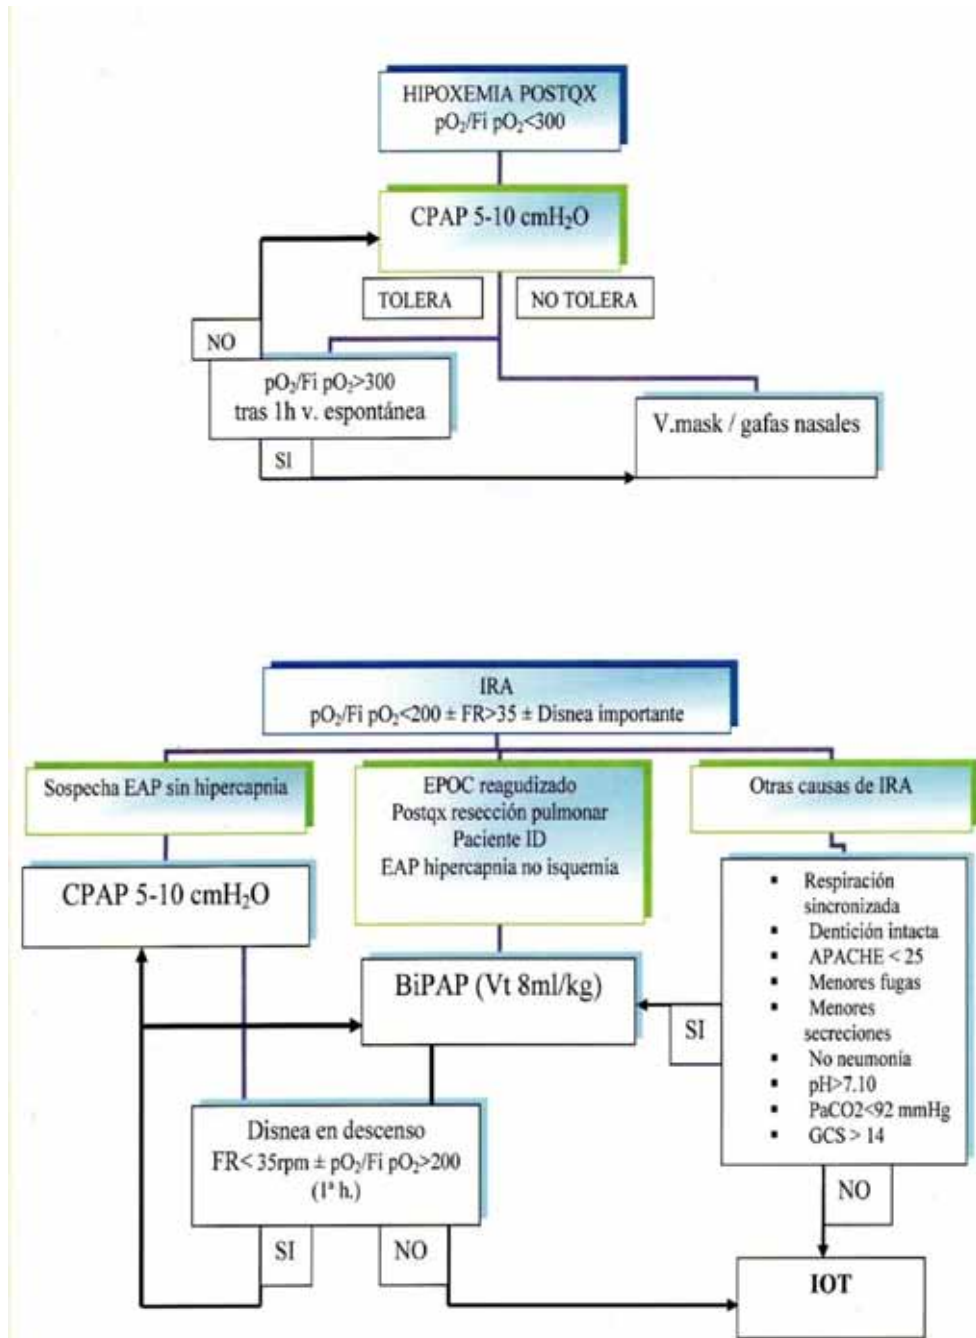 HIPOXEMIA POSTQX
pO₂/Fi pO₂<300
CPAP 5-10 cmH₂O
TOLERA
NO TOLERA
NO
pO₂/Fi pO₂>300
tras 1h v. espontánea
SI
V.mask / gafas nasales
IRA
pO₂/Fi pO₂<200 ± FR>35 ± Disnea importante
Sospecha EAP sin hipercapnia
EPOC reagudizado
Postqx resección pulmonar
Paciente ID
EAP hipercapnia no isquemia
Otras causas de IRA
CPAP 5-10 cmH₂O
BiPAP (Vt 8ml/kg)
▪ Respiración
sincronizada
▪ Dentición intacta
▪ APACHE < 25
▪ Menores fugas
▪ Menores
secreciones
▪ No neumonía
▪ pH>7.10
▪ PaCO2<92 mmHg
▪ GCS > 14
SI
NO
Disnea en descenso
FR< 35rpm ± pO₂/Fi pO₂>200
(1ª h.)
SI
NO
IOT